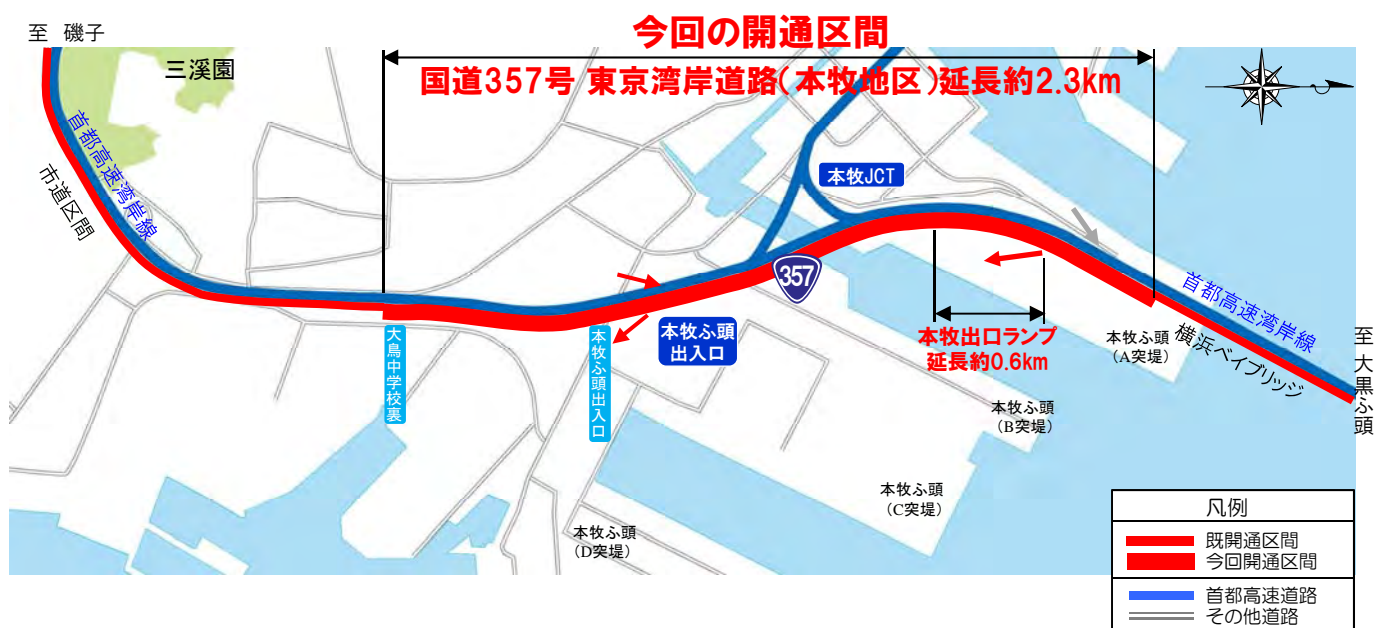 今回の開通区間
国道357号 東京湾岸道路(本牧地区)延長約2.3km
至 磯子
三溪園
首都高速湾岸線
市道区間
本牧JCT
357
大鳥中学校裏
本牧ふ頭出入口
本牧ふ頭
出入口
本牧出口ランプ
延長約0.6km
本牧ふ頭
(A突堤)
首都高速湾岸線
横浜ベイブリッジ
至 大黒ふ頭
本牧ふ頭
(B突堤)
本牧ふ頭
(C突堤)
本牧ふ頭
(D突堤)
凡例
既開通区間
今回開通区間
首都高速道路
その他道路